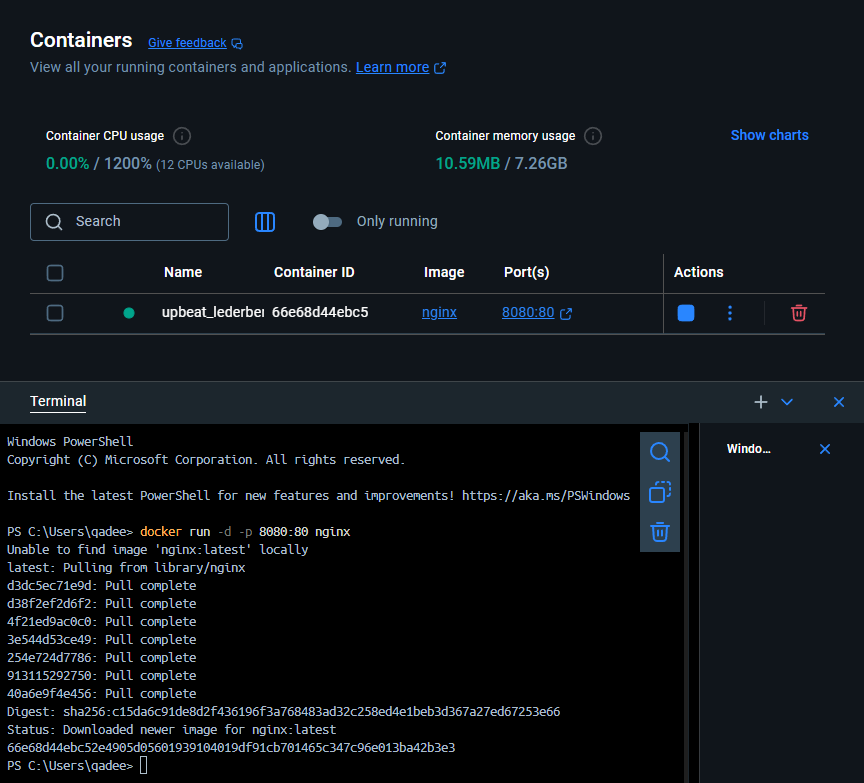 Containers Give feedback
View all your running containers and applications. Learn more
Container CPU usage Container memory usage Show charts
0.00% / 1200% (12 CPUs available) 10.59MB / 7.26GB
Search Only running
Name Container ID Image Port(s) Actions
upbeat_lederber 66e68d44ebc5 nginx 8080:80
Terminal
Windo...
Windows PowerShell
Copyright (C) Microsoft Corporation. All rights reserved.
Install the latest PowerShell for new features and improvements! https://aka.ms/PSWindows
PS C:\Users\qadee> docker run -d -p 8080:80 nginx
Unable to find image 'nginx:latest' locally
latest: Pulling from library/nginx
d3dc5ec71e9d: Pull complete
d38f2ef2d6f2: Pull complete
4f21ed9ac0c0: Pull complete
3e544d53ce49: Pull complete
254e724d7786: Pull complete
913115292750: Pull complete
40a6e9f4e456: Pull complete
Digest: sha256:c15da6c91de8d2f436196f3a768483ad32c258ed4e1beb3d367a27ed67253e66
Status: Downloaded newer image for nginx:latest
66e68d44ebc52e4905d05601939104019df91cb701465c347c96e013ba42b3e3
PS C:\Users\qadee>